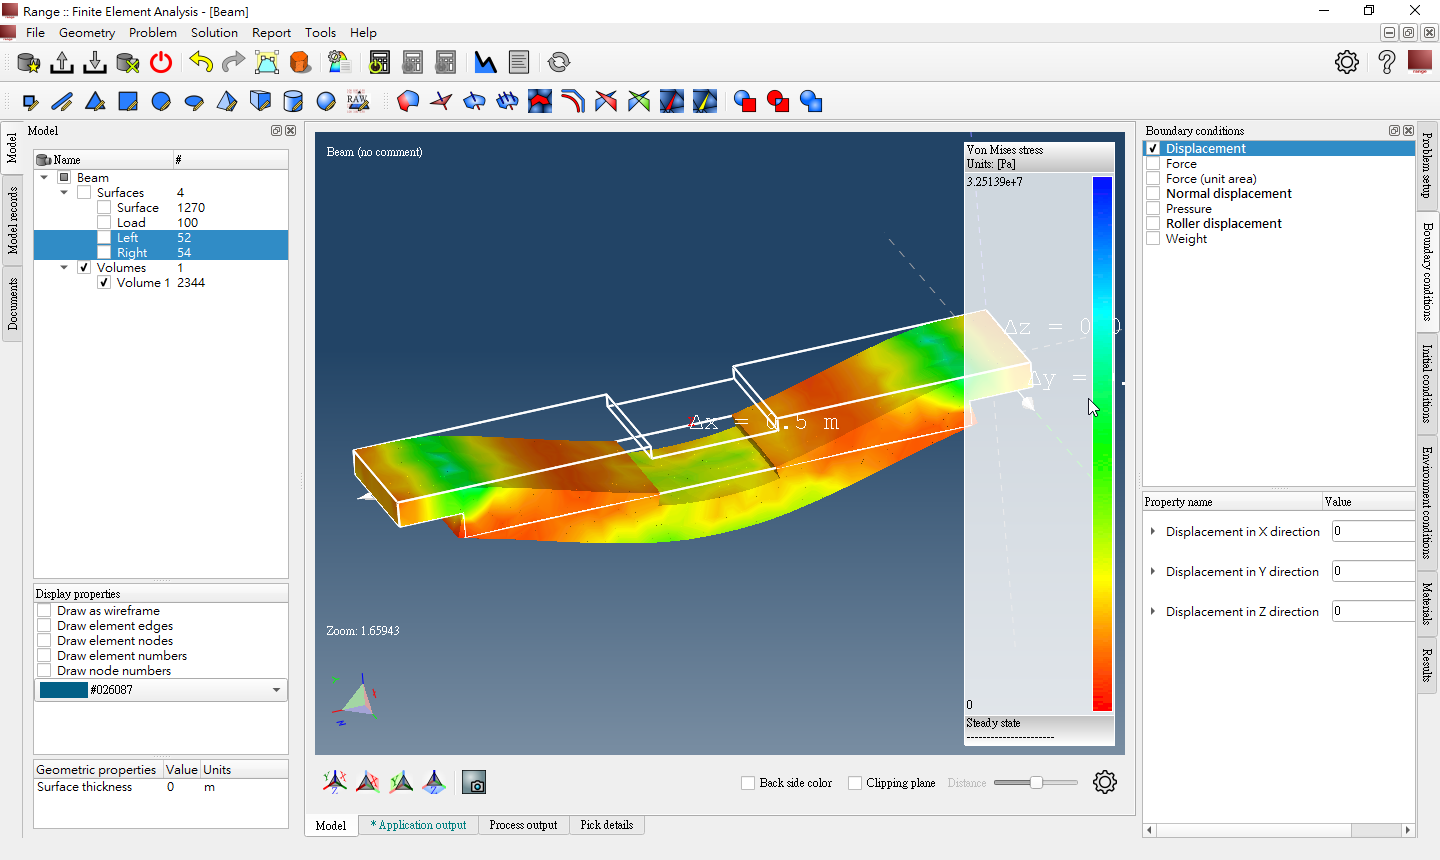 Range :: Finite Element Analysis - [Beam]
File Geometry Problem Solution Report Tools Help
range
RAW
Model
Model
Model records
Documents
Name #
Beam
Surfaces 4
Surface 1270
Load 100
Left 52
Right 54
Volumes 1
Volume 1 2344
Display properties
Draw as wireframe
Draw element edges
Draw element nodes
Draw element numbers
Draw node numbers
#026087
Geometric properties Value Units
Surface thickness 0 m
Beam (no comment)
Von Mises stress
Units: [Pa]
3.25139e+7
Δz = 0
Δy =
Δx = 0.5 m
Zoom: 1.65943
0
Steady state
----------------------
Back side color Clipping plane Distance
Model * Application output Process output Pick details
Boundary conditions
Displacement
Force
Force (unit area)
Normal displacement
Pressure
Roller displacement
Weight
Property name Value
Displacement in X direction 0
Displacement in Y direction 0
Displacement in Z direction 0
Problem setup
Boundary conditions
Initial conditions
Environment conditions
Materials
Results